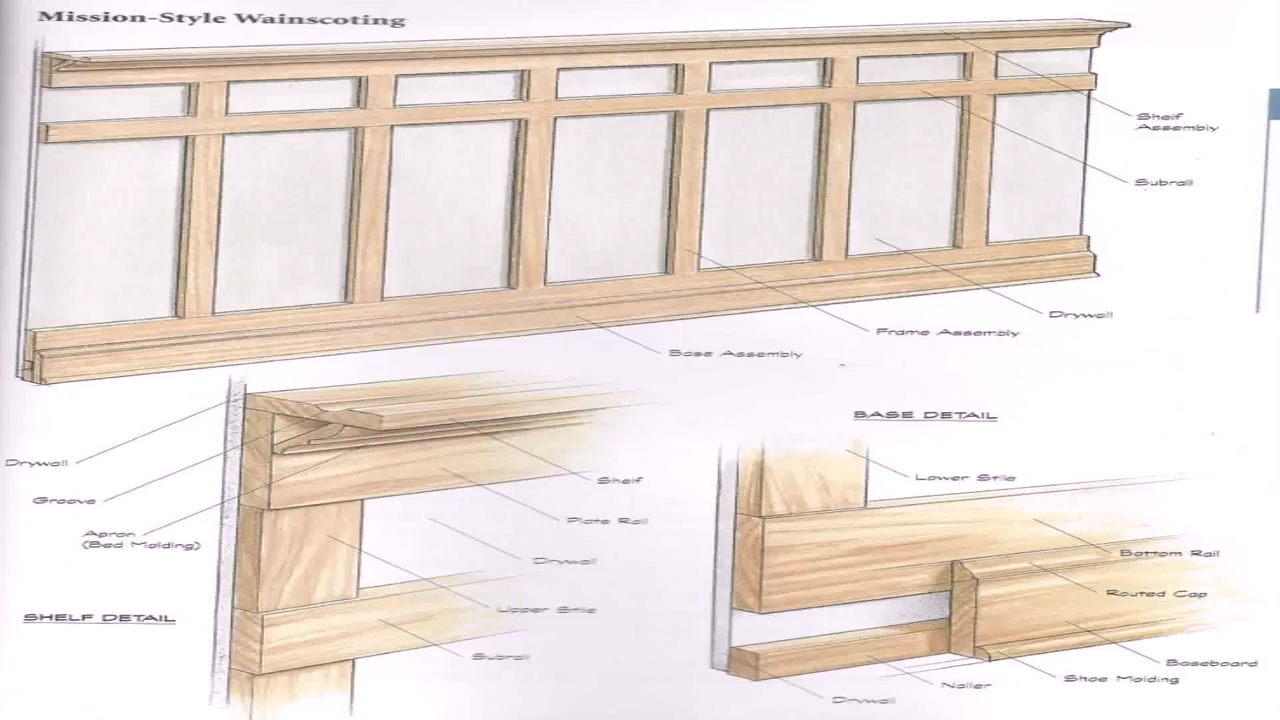 Mission-Style Wainscoting
Shelf
Assembly
Subrail
Drywall
Frame Assembly
Base Assembly
Drywall
Groove
Apron
(Bed Molding)
SHELF DETAIL
Shelf
Plate Rail
Drywall
Upper Stile
Subrail
BASE DETAIL
Lower Stile
Bottom Rail
Routed Cap
Baseboard
Shoe Molding
Nailer
Drywall